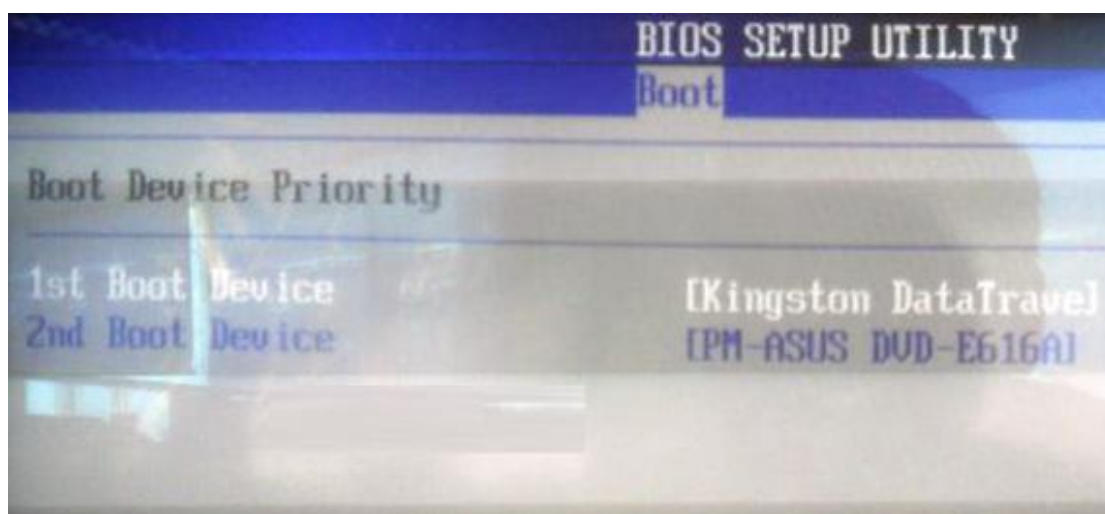 BIOS SETUP UTILITY
Boot
Boot Device Priority
1st Boot Device [Kingston DataTrave]
2nd Boot Device [PM-ASUS DVD-E616A]